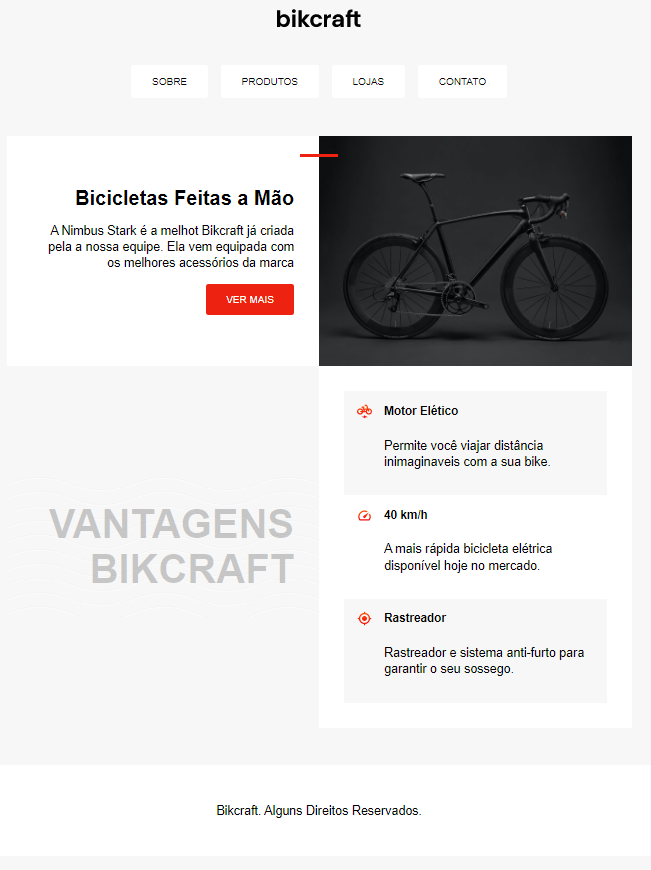 bikcraft
SOBRE PRODUTOS LOJAS CONTATO
Bicicletas Feitas a Mão
A Nimbus Stark é a melhot Bikcraft já criada
pela a nossa equipe. Ela vem equipada com
os melhores acessórios da marca
VER MAIS
VANTAGENS
BIKCRAFT
Motor Elético
Permite você viajar distância
inimaginaveis com a sua bike.
40 km/h
A mais rápida bicicleta elétrica
disponível hoje no mercado.
Rastreador
Rastreador e sistema anti-furto para
garantir o seu sossego.
Bikcraft. Alguns Direitos Reservados.